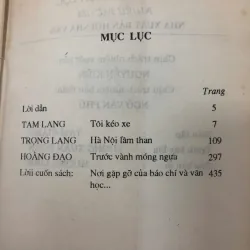 MỤC LỤC
Trang
Lời dẫn 5
TAM LANG Tôi kéo xe 7
TRỌNG LANG Hà Nội lầm than 29
HOÀNG ĐẠO Trước vành móng ngựa 297
Lời cuối sách: Nơi gặp gỡ của báo chí và văn 435
học...